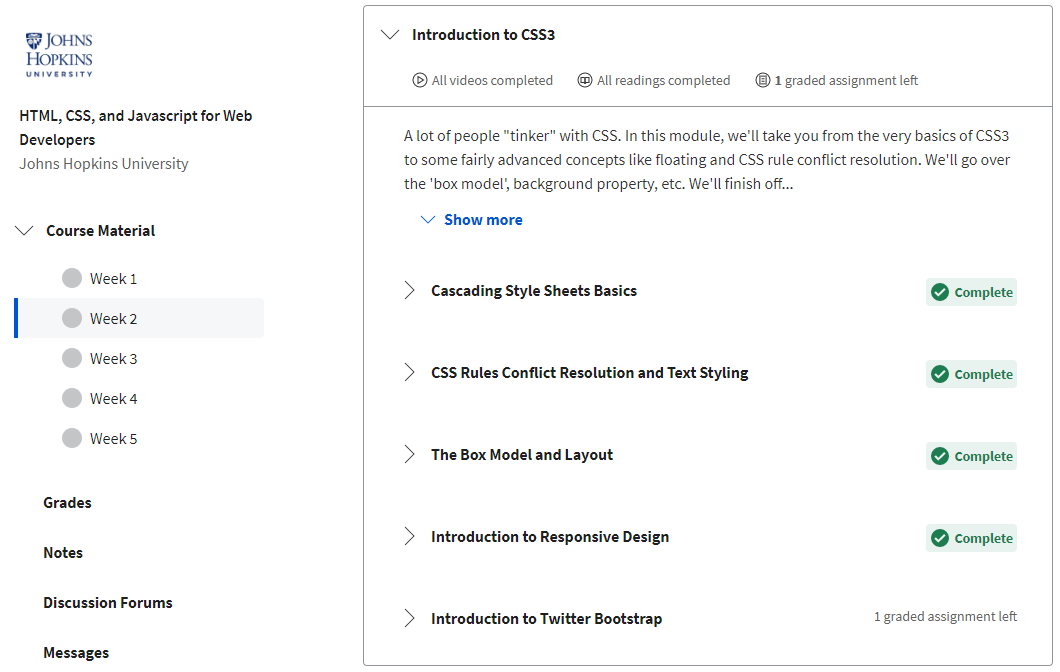 JOHNS
HOPKINS
UNIVERSITY
HTML, CSS, and Javascript for Web
Developers
Johns Hopkins University
Course Material
Week 1
Week 2
Week 3
Week 4
Week 5
Grades
Notes
Discussion Forums
Messages
Introduction to CSS3
All videos completed All readings completed 1 graded assignment left
A lot of people "tinker" with CSS. In this module, we'll take you from the very basics of CSS3
to some fairly advanced concepts like floating and CSS rule conflict resolution. We'll go over
the 'box model', background property, etc. We'll finish off...
Show more
Cascading Style Sheets Basics Complete
CSS Rules Conflict Resolution and Text Styling Complete
The Box Model and Layout Complete
Introduction to Responsive Design Complete
Introduction to Twitter Bootstrap 1 graded assignment left